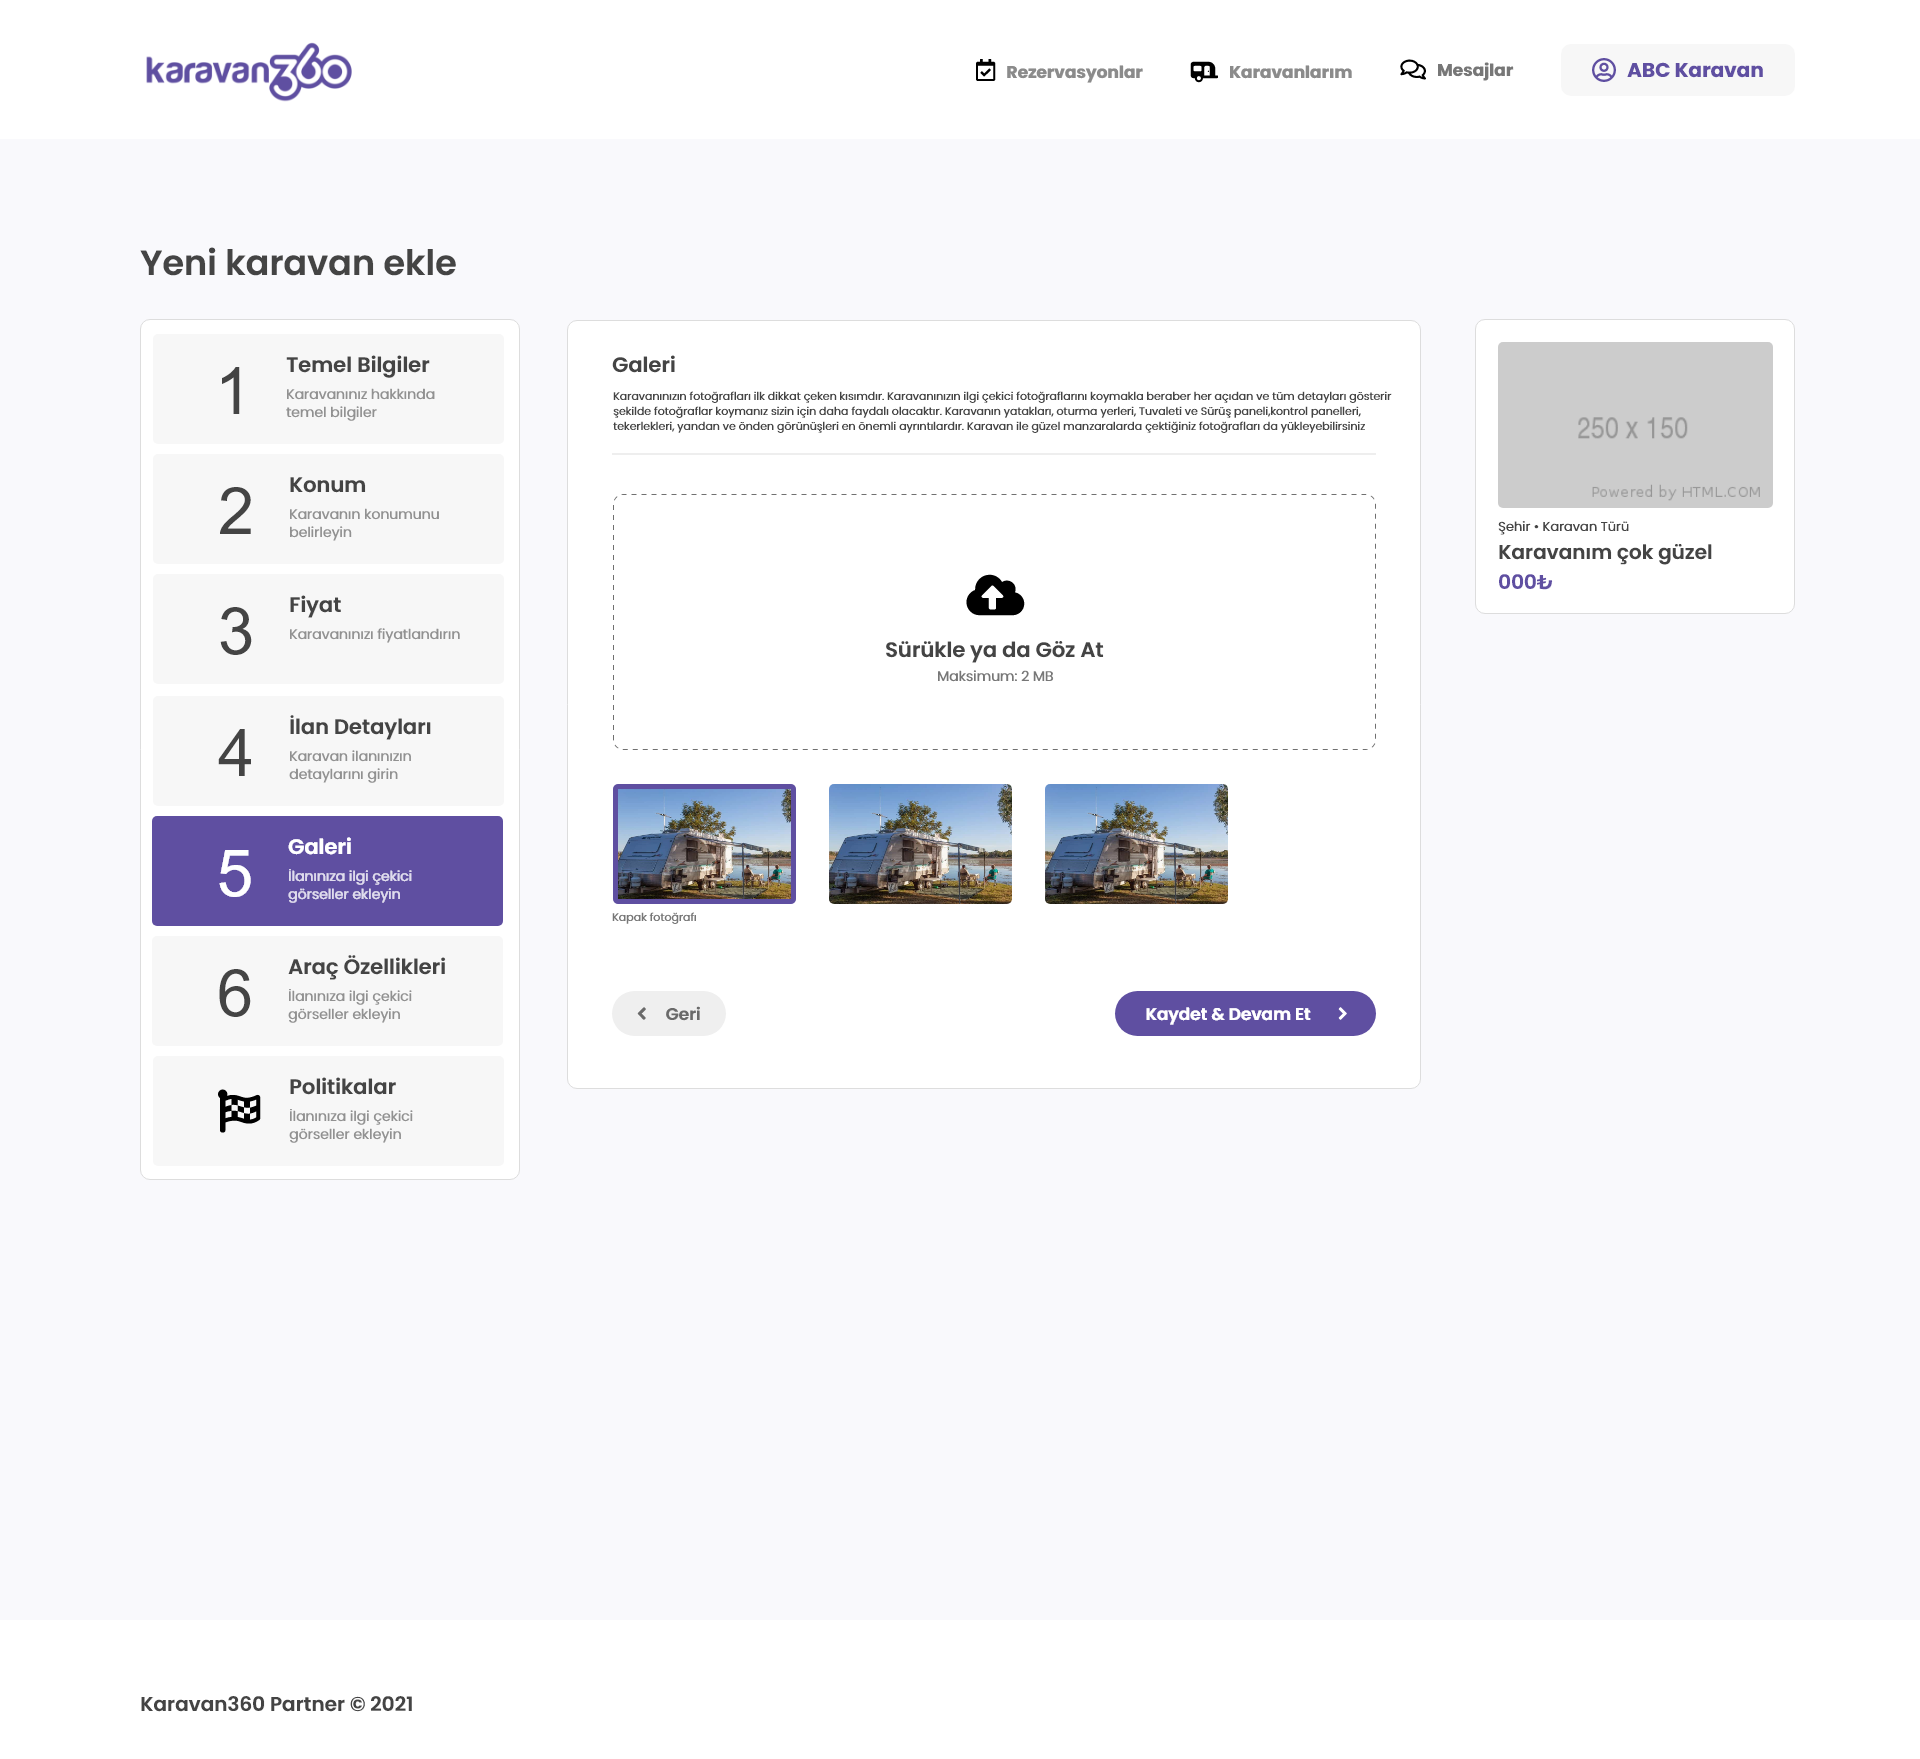 karavan360
Rezervasyonlar
Karavanlarım
Mesajlar
ABC Karavan
Yeni karavan ekle
1
Temel Bilgiler
Karavanınız hakkında
temel bilgiler
2
Konum
Karavanın konumunu
belirleyin
3
Fiyat
Karavanınızı fiyatlandırın
4
İlan Detayları
Karavan ilanınızın
detaylarını girin
5
Galeri
İlanınıza ilgi çekici
görseller ekleyin
6
Araç Özellikleri
İlanınıza ilgi çekici
görseller ekleyin
Politikalar
İlanınıza ilgi çekici
görseller ekleyin
Galeri
Karavanınızın fotoğrafları ilk dikkat çeken kısımdır. Karavanınızın ilgi çekici fotoğraflarını koymakla beraber her açıdan ve tüm detayları gösterir
şekilde fotoğraflar koymanız sizin için daha faydalı olacaktır. Karavanın yatakları, oturma yerleri, Tuvaleti ve Sürüş paneli,kontrol panelleri,
tekerlekleri, yandan ve önden görünüşleri en önemli ayrıntılardır. Karavan ile güzel manzaralarda çektiğiniz fotoğrafları da yükleyebilirsiniz
Sürükle ya da Göz At
Maksimum: 2 MB
Kapak fotoğrafı
Geri
Kaydet & Devam Et
250 x 150
Powered by HTML.COM
Şehir • Karavan Türü
Karavanım çok güzel
000₺
Karavan360 Partner © 2021